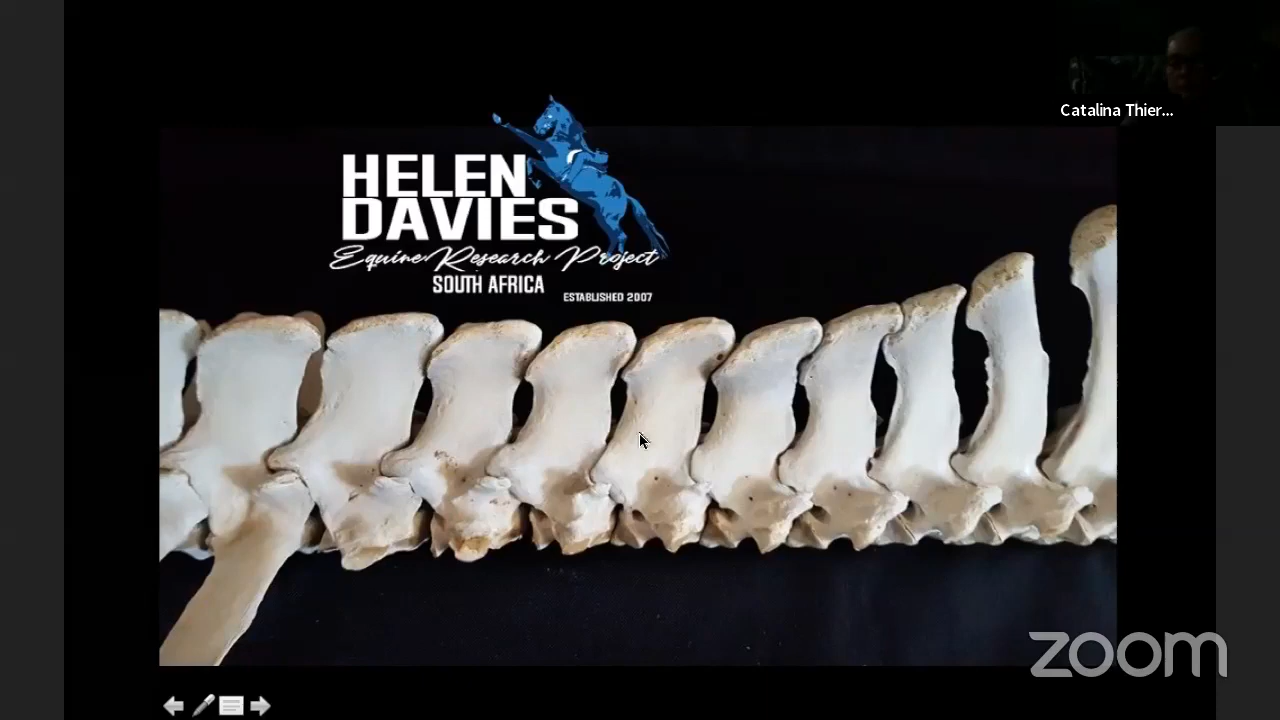 Catalina Thier...
HELEN
DAVIES
Equine Research Project
SOUTH AFRICA
ESTABLISHED 2007
zoom